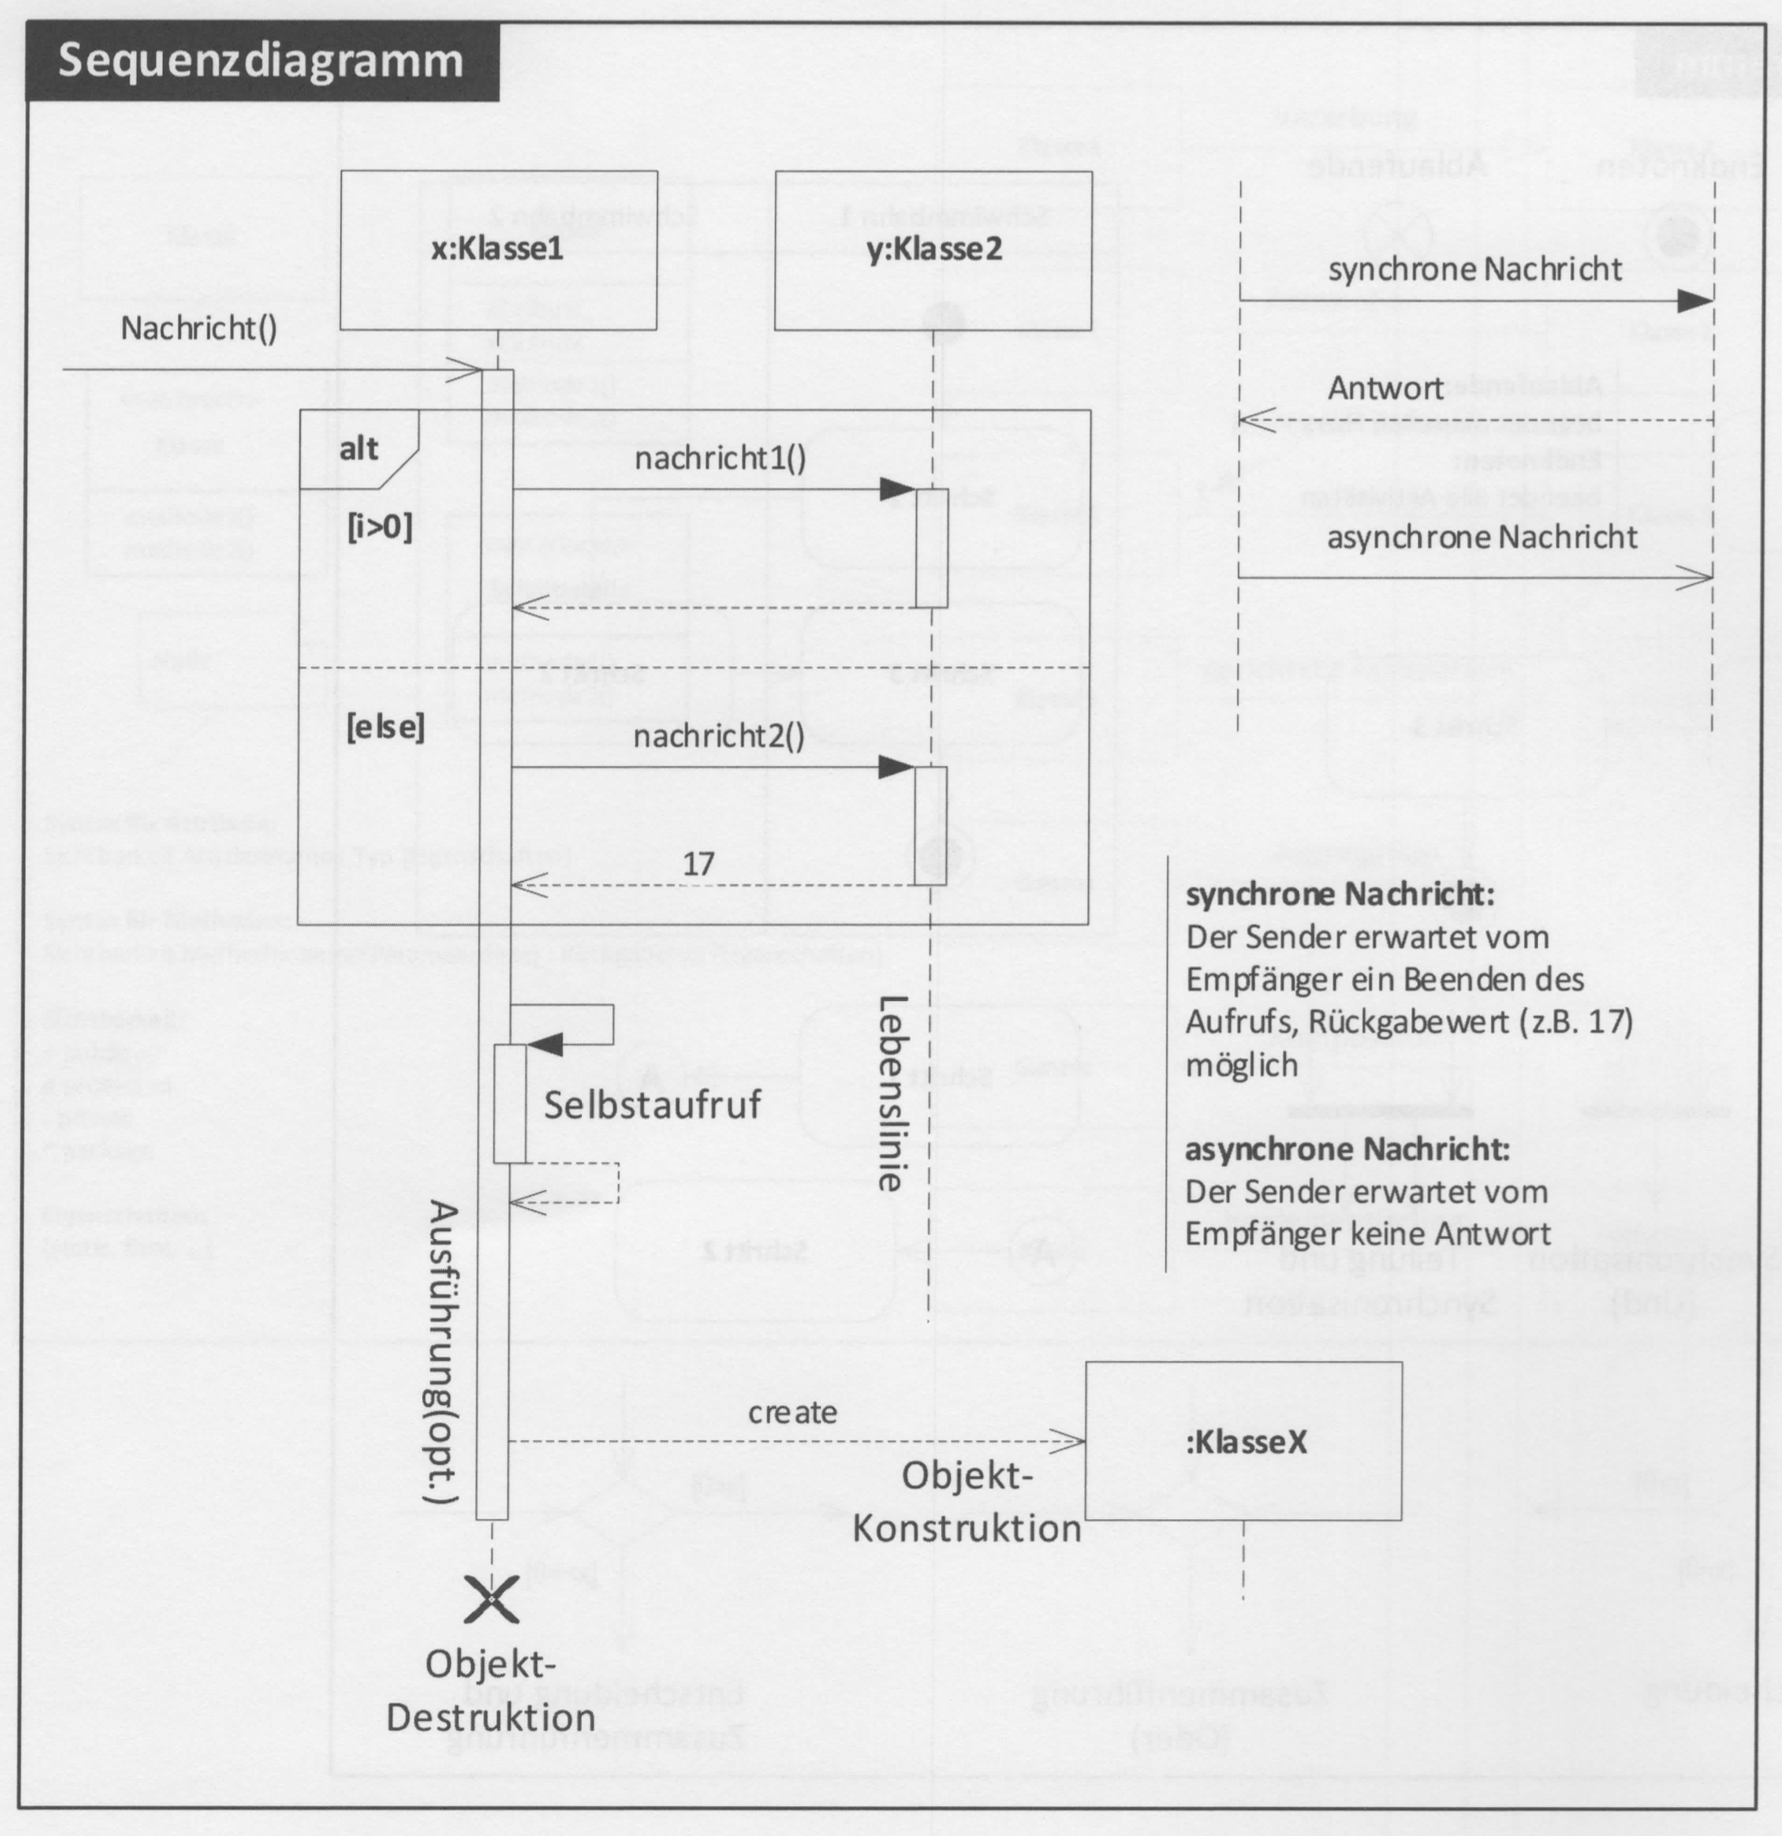 Sequenzdiagramm
x:Klasse1
y:Klasse2
Nachricht()
alt
[i>0]
nachricht1()
[else]
nachricht2()
17
Selbstaufruf
Lebenslinie
Ausführung(opt.)
create
Objekt-
Konstruktion
:KlasseX
Objekt-
Destruktion
synchrone Nachricht
Antwort
asynchrone Nachricht
synchrone Nachricht:
Der Sender erwartet vom
Empfänger ein Beenden des
Aufrufs, Rückgabewert (z.B. 17)
möglich
asynchrone Nachricht:
Der Sender erwartet vom
Empfänger keine Antwort